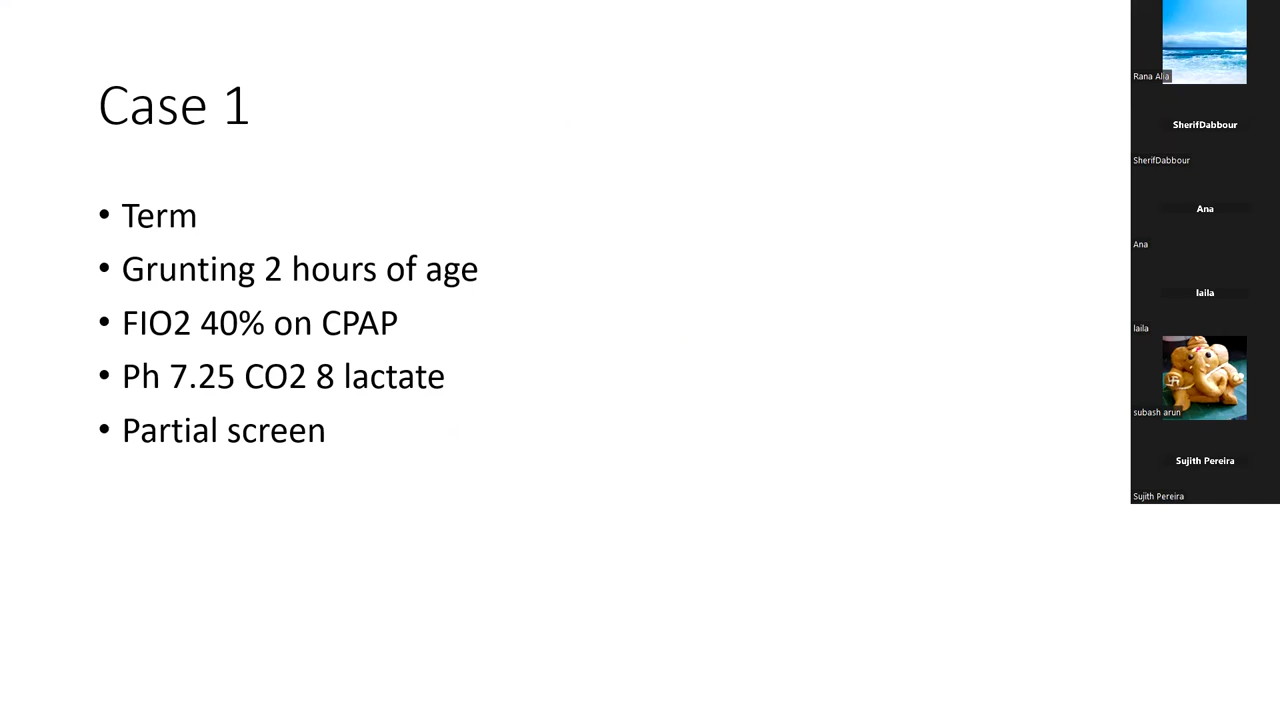 Case 1
• Term
• Grunting 2 hours of age
• FIO2 40% on CPAP
• Ph 7.25 CO2 8 lactate
• Partial screen
Rana Alia
SherifDabbour
SherifDabbour
Ana
Ana
laila
laila
subash arun
Sujith Pereira
Sujith Pereira